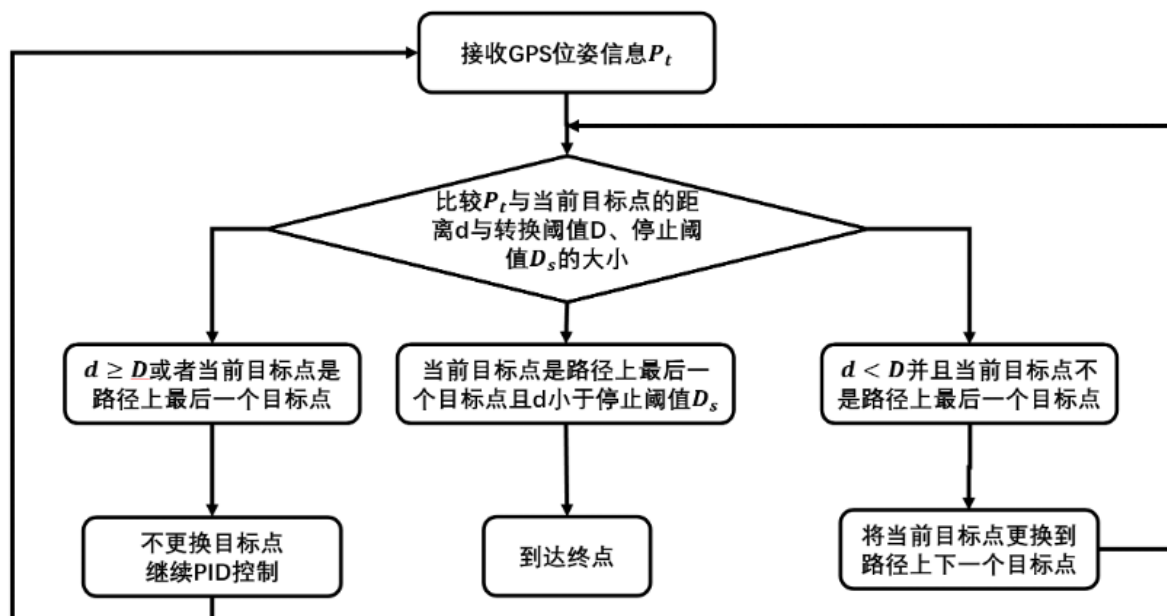 接收GPS位姿信息P_t
比较P_t与当前目标点的距
离d与转换阈值D、停止阈
值D_s的大小
d ≥ D或者当前目标点是
路径上最后一个目标点
当前目标点是路径上最后一
个目标点且d小于停止阈值D_s
d < D并且当前目标点不
是路径上最后一个目标点
不更换目标点
继续PID控制
到达终点
将当前目标点更换到
路径上下一个目标点